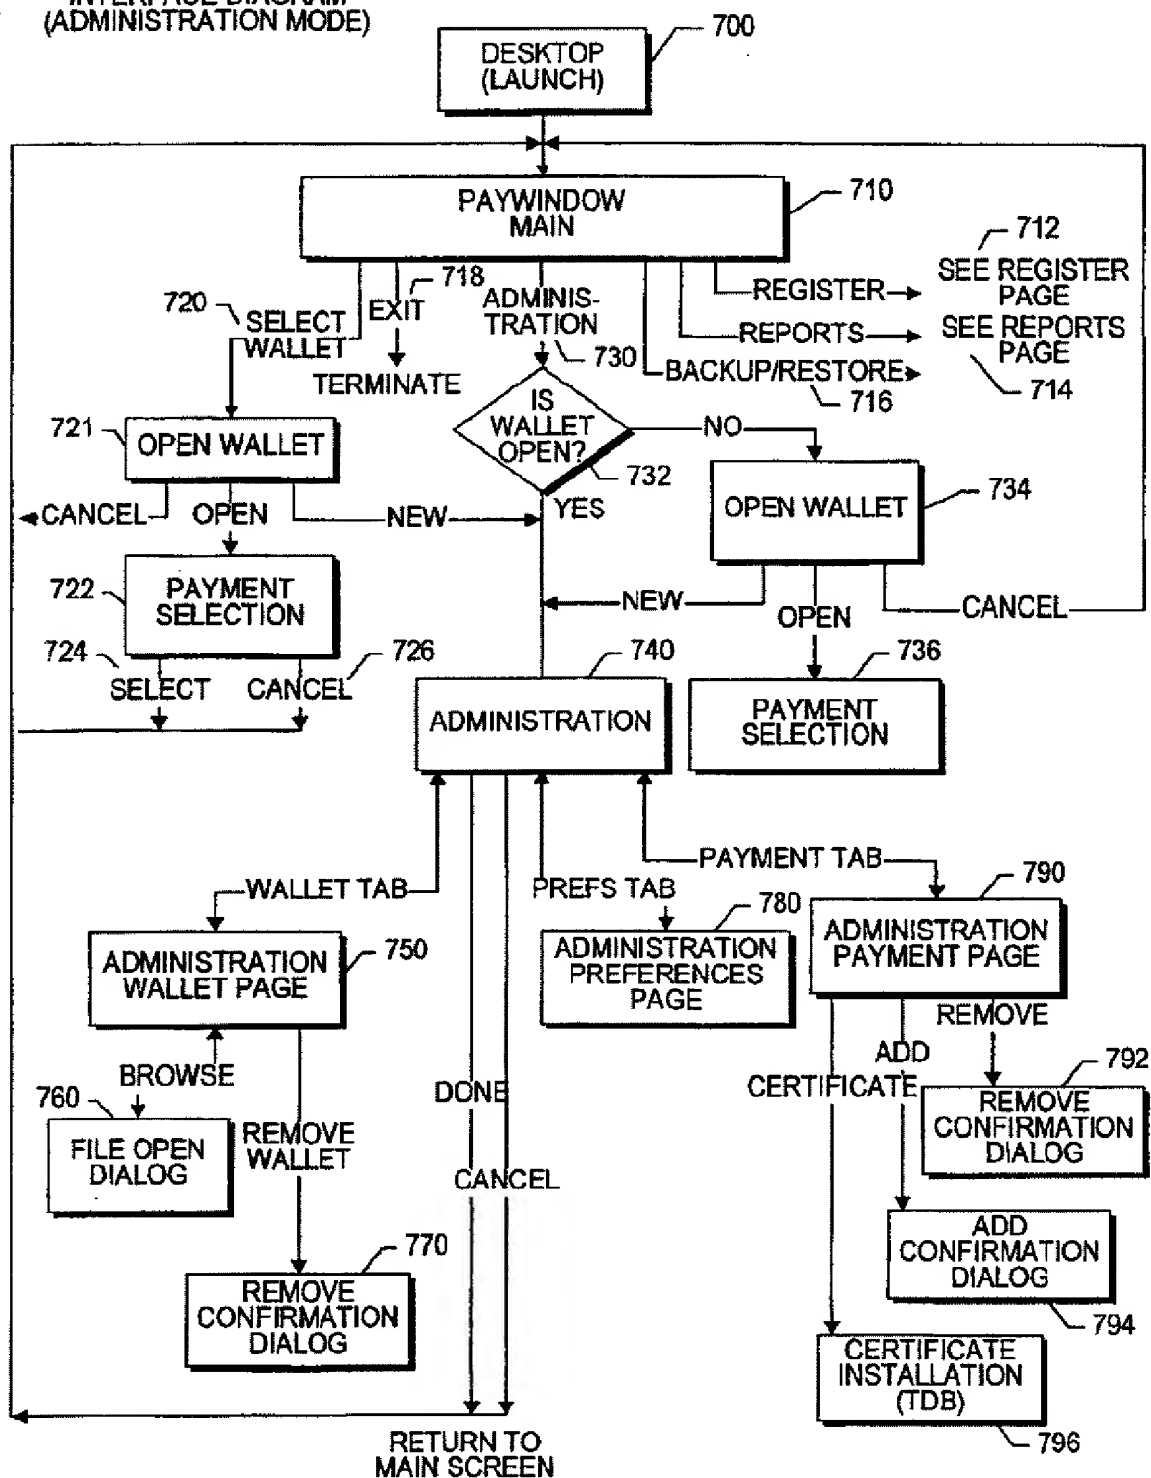 INTERFACE DIAGRAM
(ADMINISTRATION MODE)
700
DESKTOP
(LAUNCH)
PAYWINDOW
MAIN
710
712
SEE REGISTER
PAGE
REGISTER
718
EXIT
TERMINATE
720
SELECT
WALLET
ADMINIS-
TRATION
730
REPORTS
SEE REPORTS
PAGE
714
BACKUP/RESTORE
716
IS
WALLET
OPEN?
732
NO
YES
721
OPEN WALLET
CANCEL
OPEN
NEW
OPEN WALLET
734
722
PAYMENT
SELECTION
NEW
OPEN
CANCEL
724
SELECT
CANCEL
726
740
ADMINISTRATION
736
PAYMENT
SELECTION
WALLET TAB
PREFS TAB
PAYMENT TAB
750
ADMINISTRATION
WALLET PAGE
780
ADMINISTRATION
PREFERENCES
PAGE
790
ADMINISTRATION
PAYMENT PAGE
BROWSE
760
FILE OPEN
DIALOG
REMOVE
WALLET
DONE
CANCEL
REMOVE
ADD
CERTIFICATE
792
REMOVE
CONFIRMATION
DIALOG
770
REMOVE
CONFIRMATION
DIALOG
ADD
CONFIRMATION
DIALOG
794
CERTIFICATE
INSTALLATION
(TDB)
796
RETURN TO
MAIN SCREEN